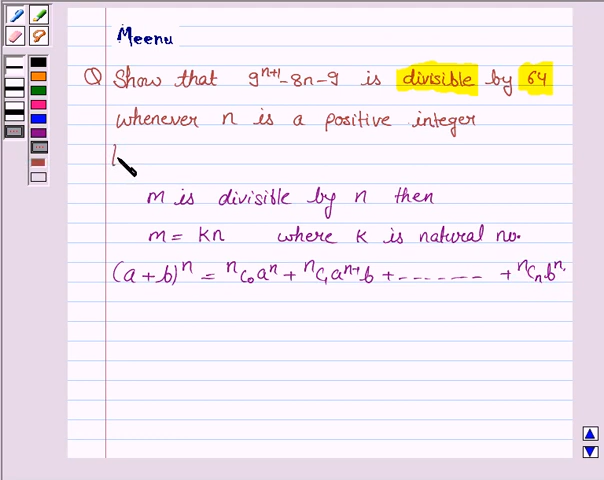 Meenu
Q Show that 9ⁿ⁺¹-8n-9 is divisible by 64
whenever n is a positive integer
m is divisible by n then
m = kn where k is natural no.
(a+b)ⁿ = ⁿC₀aⁿ + ⁿC₁aⁿ⁻¹b + ------- + ⁿCₙbⁿ.